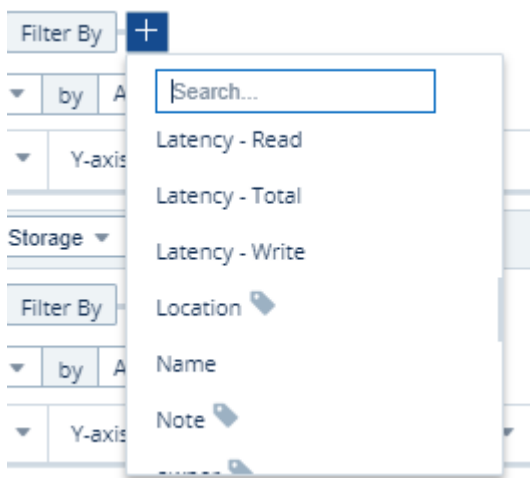 Filter By
Search...
by A
Latency - Read
Y-axis
Latency - Total
Storage
Latency - Write
Filter By
Location
by A
Name
Y-axis
Note
owner